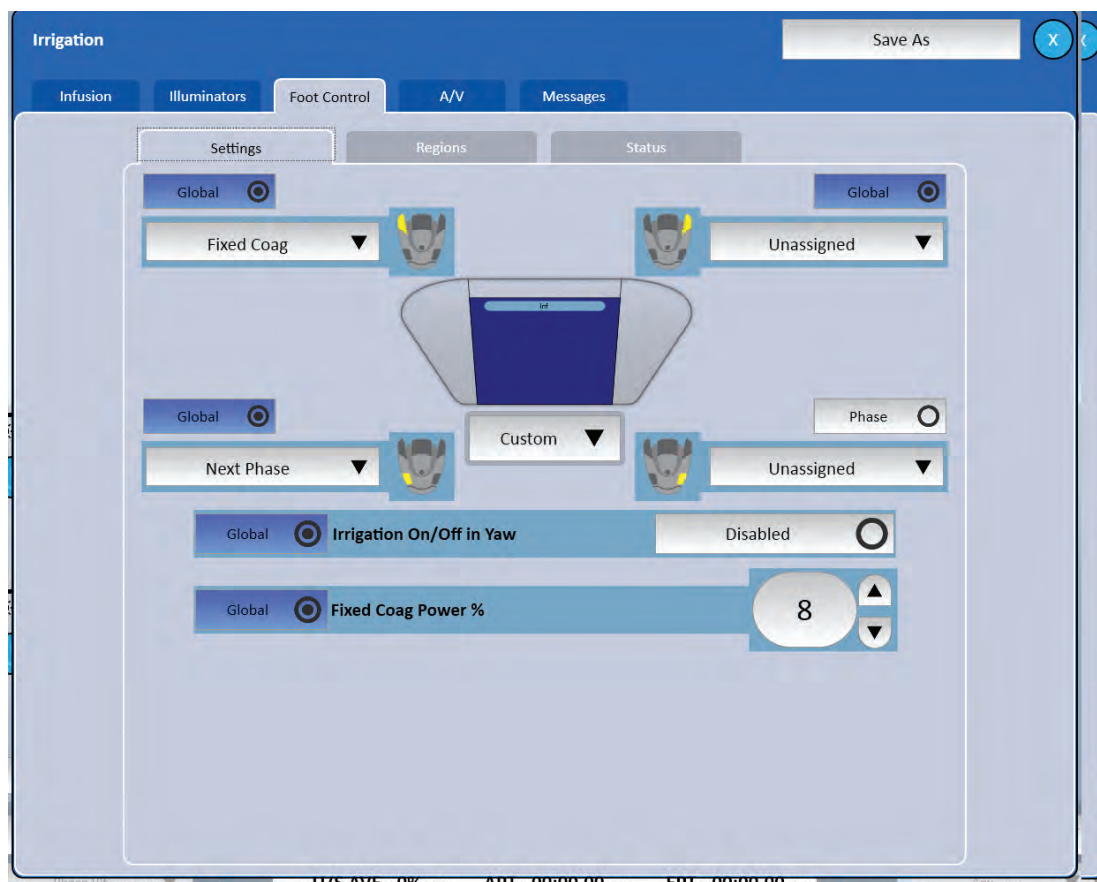 Irrigation
Save As
X
Infusion
Illuminators
Foot Control
A/V
Messages
Settings
Regions
Status
Global
Global
Fixed Coag
Unassigned
Inf
Global
Phase
Custom
Next Phase
Unassigned
Global
Irrigation On/Off in Yaw
Disabled
Global
Fixed Coag Power %
8